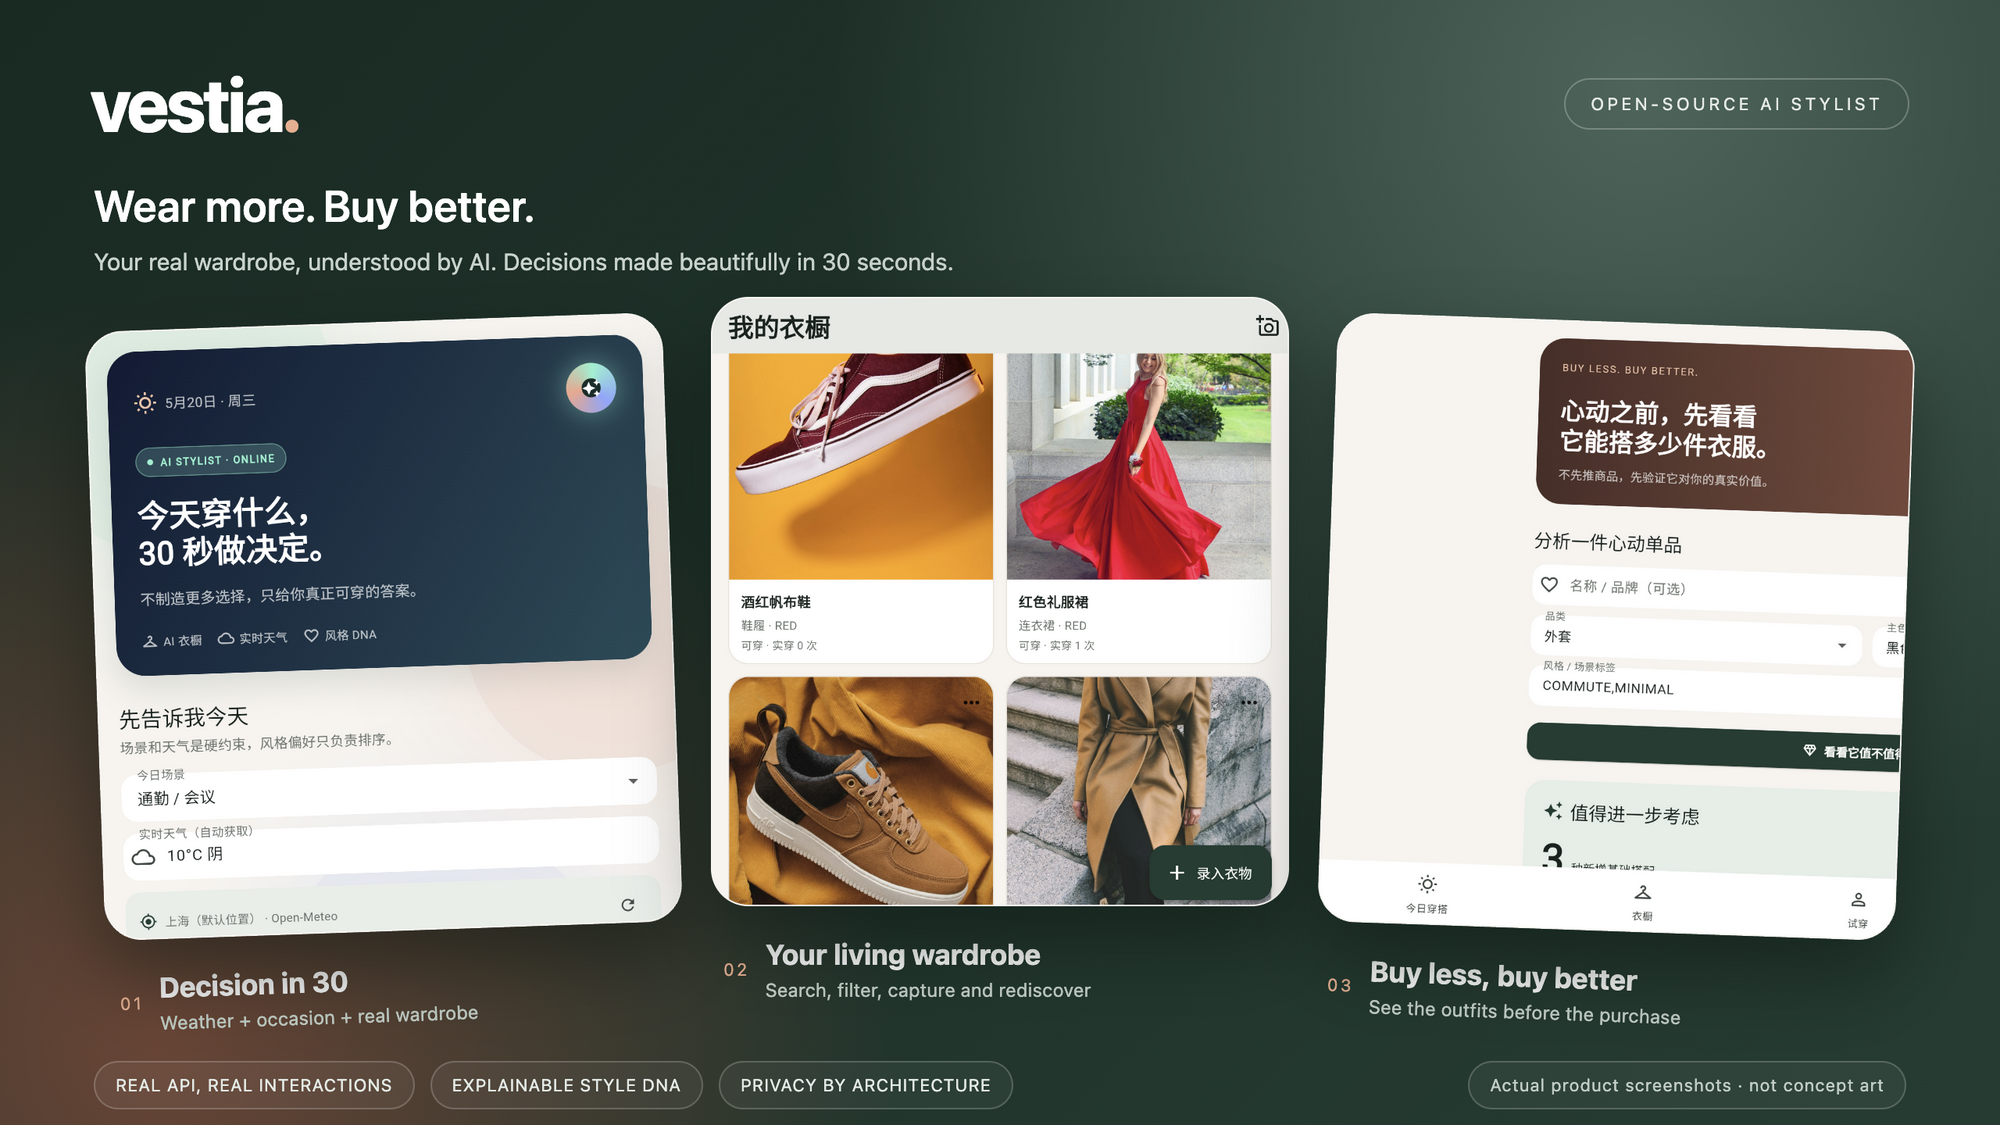 vestia.
OPEN-SOURCE AI STYLIST
Wear more. Buy better.
Your real wardrobe, understood by AI. Decisions made beautifully in 30 seconds.
5月20日 · 周三
AI STYLIST · ONLINE
今天穿什么，
30 秒做决定。
不制造更多选择，只给你真正可穿的答案。
AI 衣橱
实时天气
风格 DNA
先告诉我今天
场景和天气是硬约束，风格偏好只负责排序。
今日场景
通勤 / 会议
实时天气（自动获取）
10°C 阴
上海（默认位置） · Open-Meteo
01
Decision in 30
Weather + occasion + real wardrobe
我的衣橱
酒红帆布鞋
鞋履 · RED
可穿 · 实穿 0 次
红色礼服裙
连衣裙 · RED
可穿 · 实穿 1 次
录入衣物
02
Your living wardrobe
Search, filter, capture and rediscover
BUY LESS. BUY BETTER.
心动之前，先看看
它能搭多少件衣服。
不先推商品，先验证它对你的真实价值。
分析一件心动单品
名称 / 品牌（可选）
品类
外套
主色
黑
风格 / 场景标签
COMMUTE,MINIMAL
看看它值不值
值得进一步考虑
3
今日穿搭
衣橱
试穿
03
Buy less, buy better
See the outfits before the purchase
REAL API, REAL INTERACTIONS
EXPLAINABLE STYLE DNA
PRIVACY BY ARCHITECTURE
Actual product screenshots · not concept art